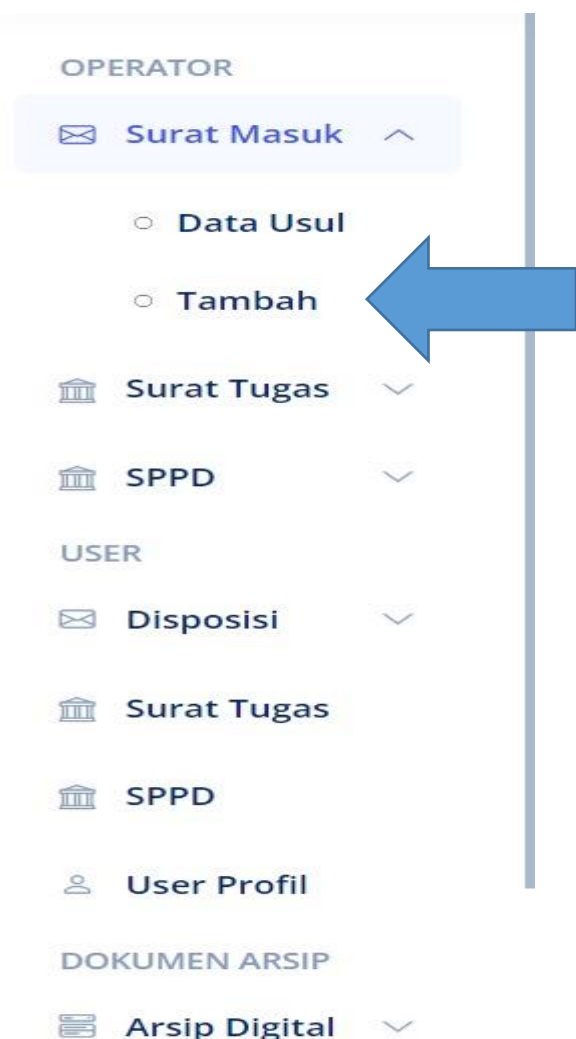 OPERATOR
Surat Masuk
Data Usul
Tambah
Surat Tugas
SPPD
USER
Disposisi
Surat Tugas
SPPD
User Profil
DOKUMEN ARSIP
Arsip Digital